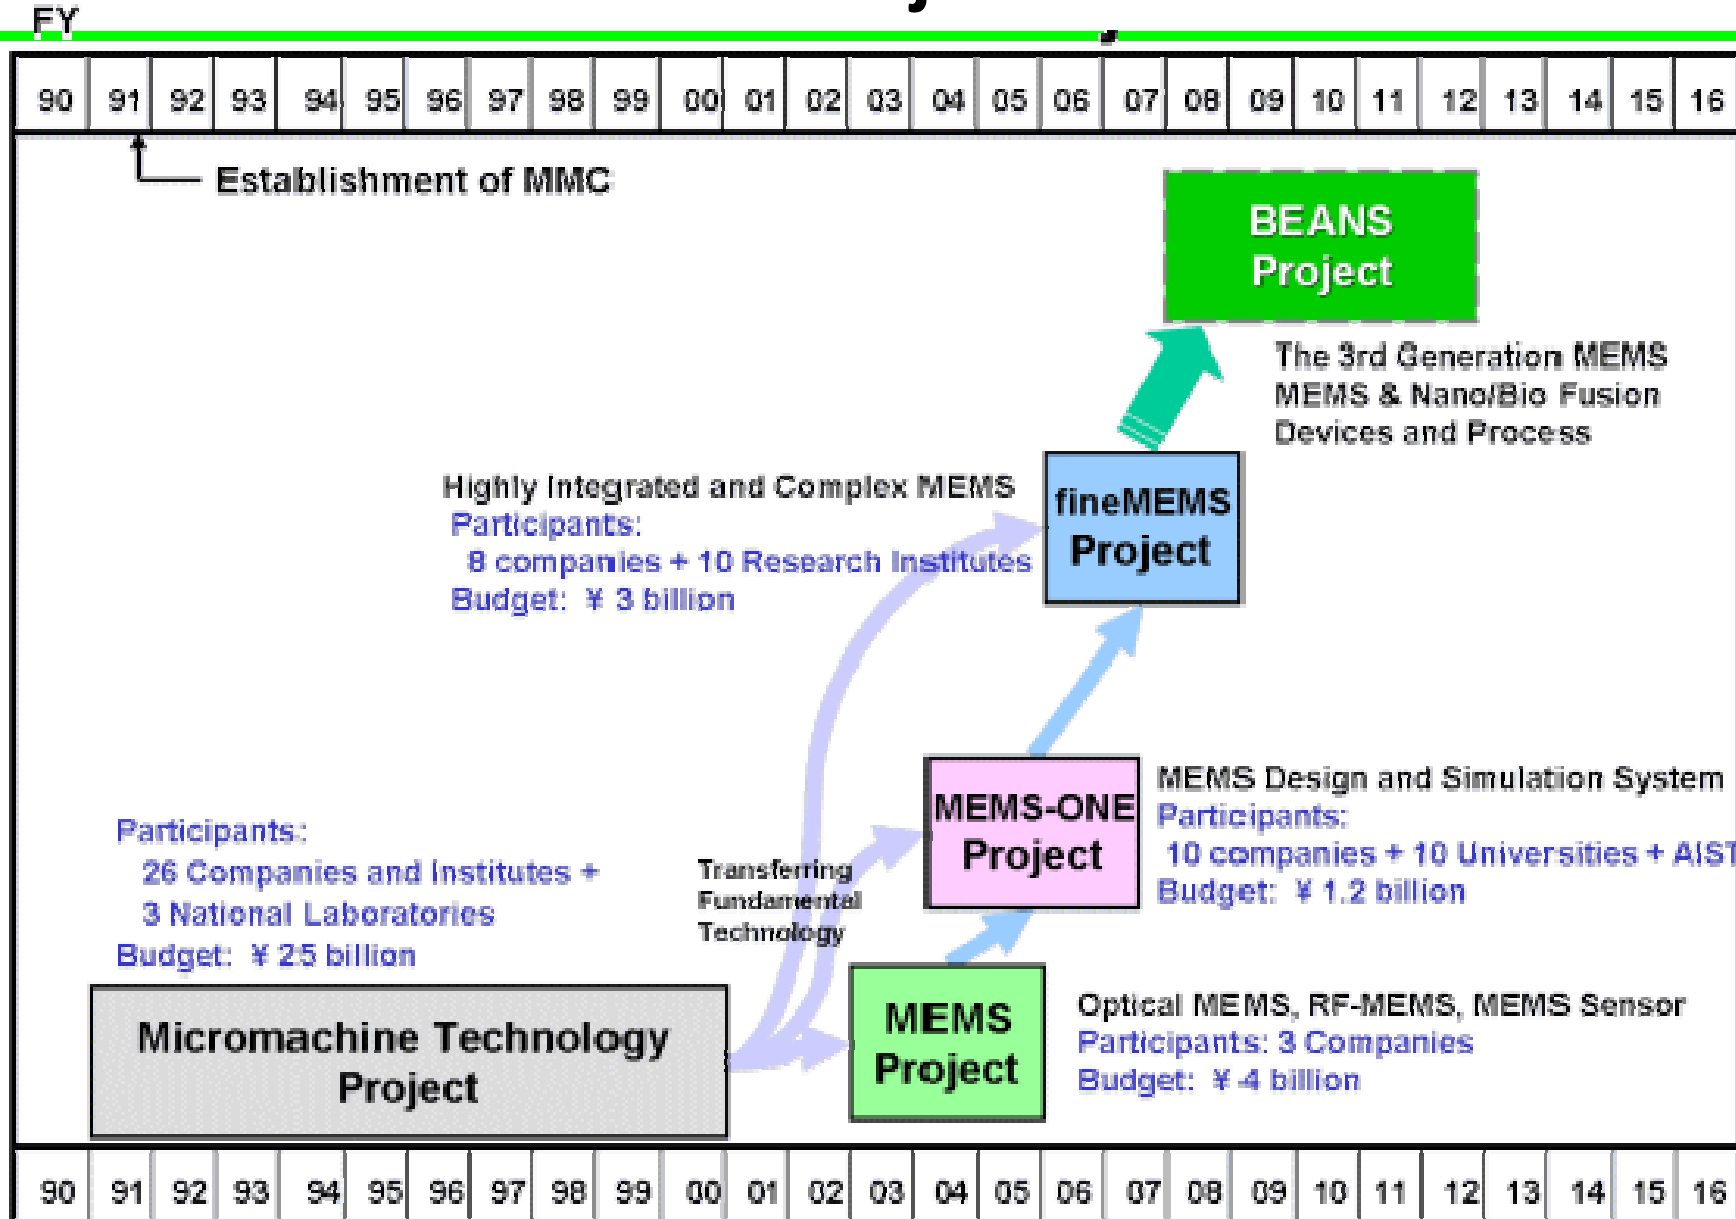 FY
90 91 92 93 94 95 96 97 98 99 00 01 02 03 04 05 06 07 08 09 10 11 12 13 14 15 16
Establishment of MMC
BEANS
Project
The 3rd Generation MEMS
MEMS & Nano/Bio Fusion
Devices and Process
Highly Integrated and Complex MEMS
Participants:
8 companies + 10 Research Institutes
Budget: ¥ 3 billion
fineMEMS
Project
MEMS-ONE
Project
MEMS Design and Simulation System
Participants:
10 companies + 10 Universities + AIST
Budget: ¥ 1.2 billion
Participants:
26 Companies and Institutes +
3 National Laboratories
Budget: ¥ 25 billion
Transferring
Fundamental
Technology
Micromachine Technology
Project
MEMS
Project
Optical MEMS, RF-MEMS, MEMS Sensor
Participants: 3 Companies
Budget: ¥ 4 billion
90 91 92 93 94 95 96 97 98 99 00 01 02 03 04 05 06 07 08 09 10 11 12 13 14 15 16